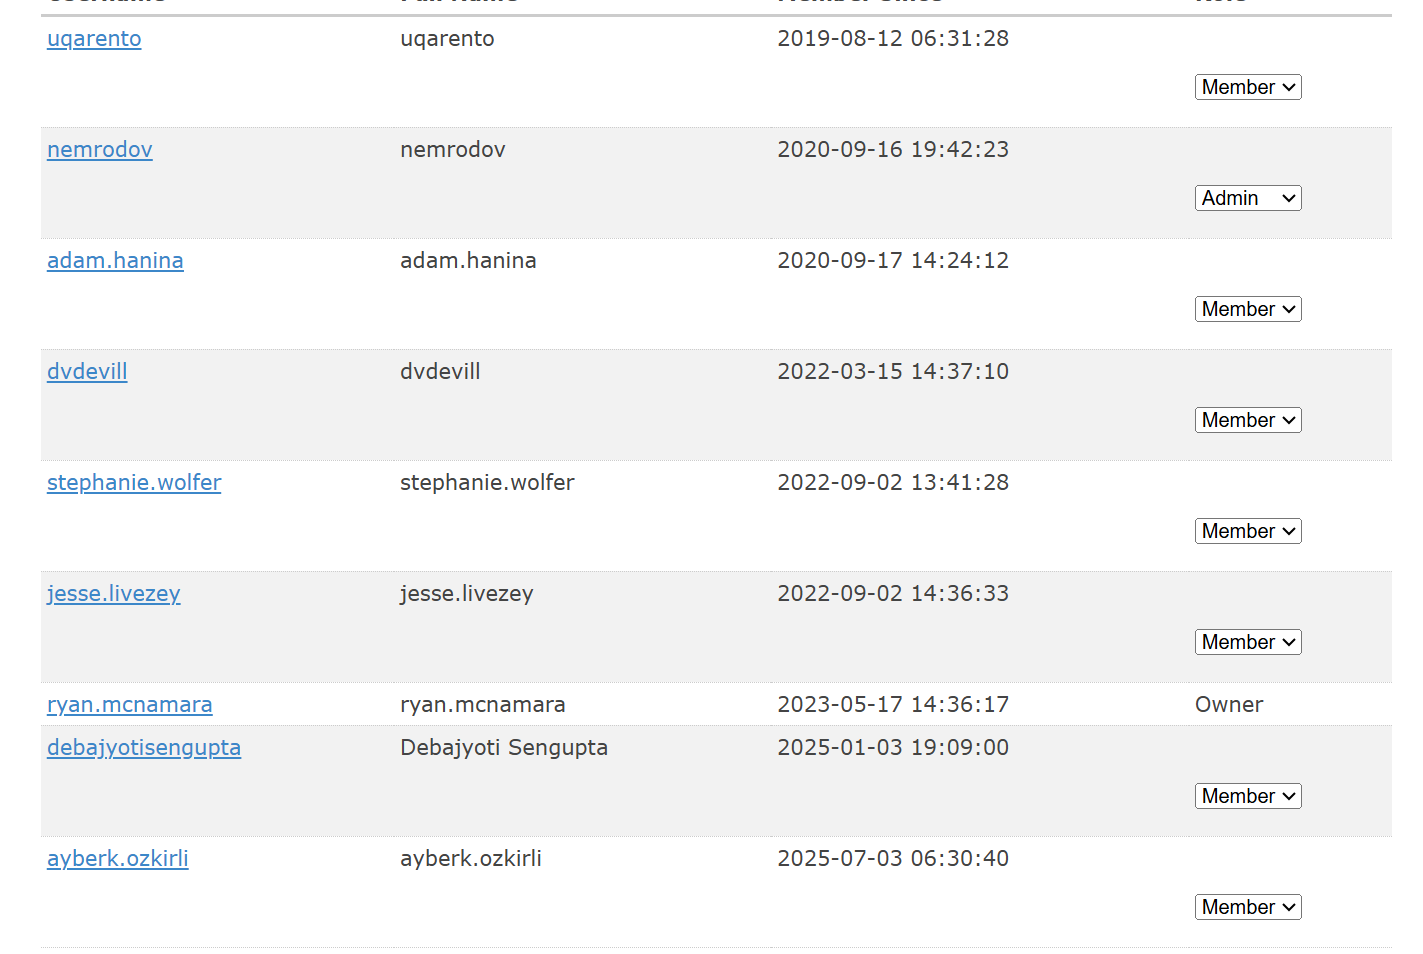 uqarento uqarento 2019-08-12 06:31:28
Member
nemrodov nemrodov 2020-09-16 19:42:23
Admin
adam.hanina adam.hanina 2020-09-17 14:24:12
Member
dvdevill dvdevill 2022-03-15 14:37:10
Member
stephanie.wolfer stephanie.wolfer 2022-09-02 13:41:28
Member
jesse.livezey jesse.livezey 2022-09-02 14:36:33
Member
ryan.mcnamara ryan.mcnamara 2023-05-17 14:36:17 Owner
debajyotisengupta Debajyoti Sengupta 2025-01-03 19:09:00
Member
ayberk.ozkirli ayberk.ozkirli 2025-07-03 06:30:40
Member